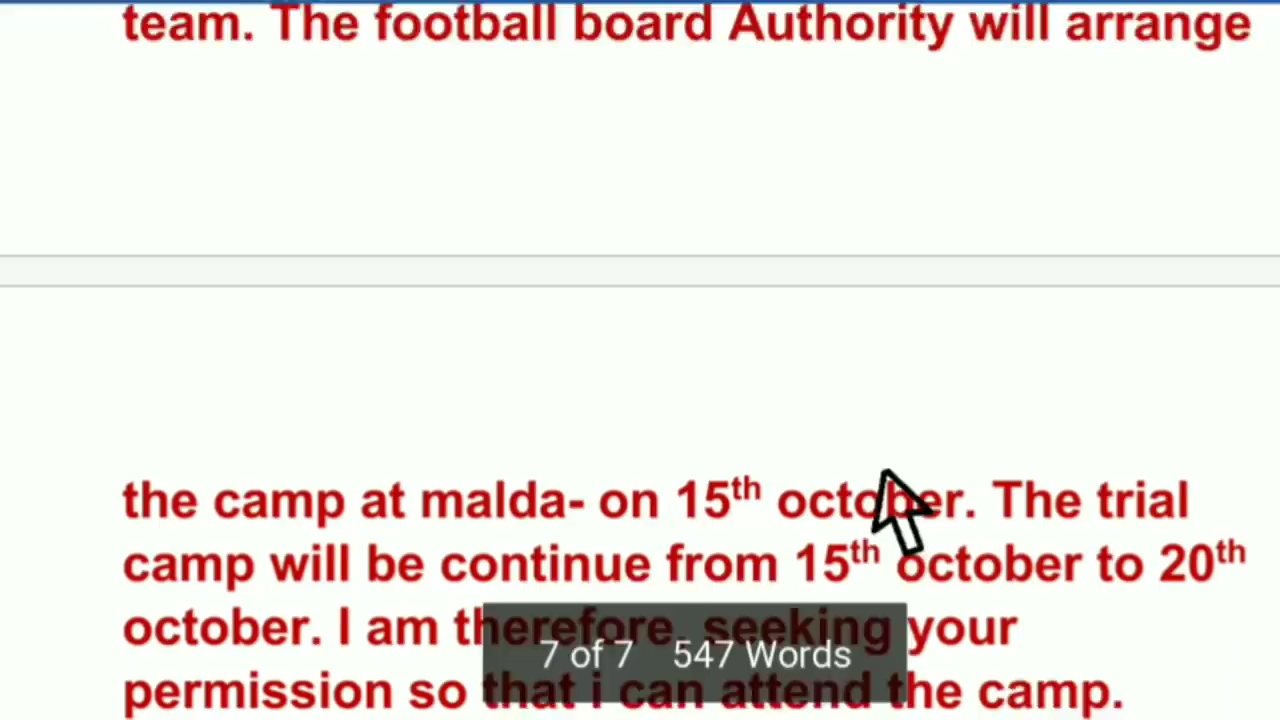 team. The football board Authority will arrange
the camp at malda- on 15th october. The trial
camp will be continue from 15th october to 20th
october. I am therefore, seeking your
permission so that i can attend the camp.
7 of 7 547 Words